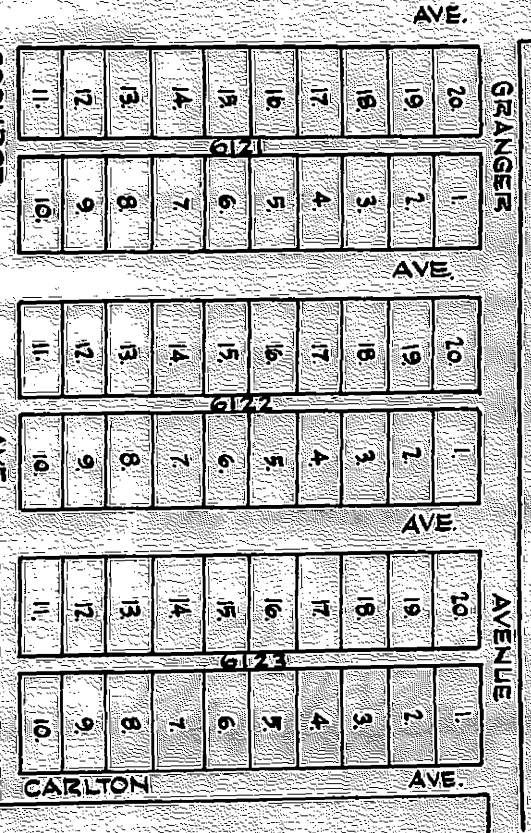 AVE.
11. 12. 13. 14. 15. 16. 17. 18. 19. 20.
6121
10. 9. 8. 7. 6. 5. 4. 3. 2. 1.
AVE.
11. 12. 13. 14. 15. 16. 17. 18. 19. 20.
6122
10. 9. 8. 7. 6. 5. 4. 3. 2. 1.
AVE.
11. 12. 13. 14. 15. 16. 17. 18. 19. 20.
6123
10. 9. 8. 7. 6. 5. 4. 3. 2. 1.
CARLTON AVE.
GRANGER AVENUE